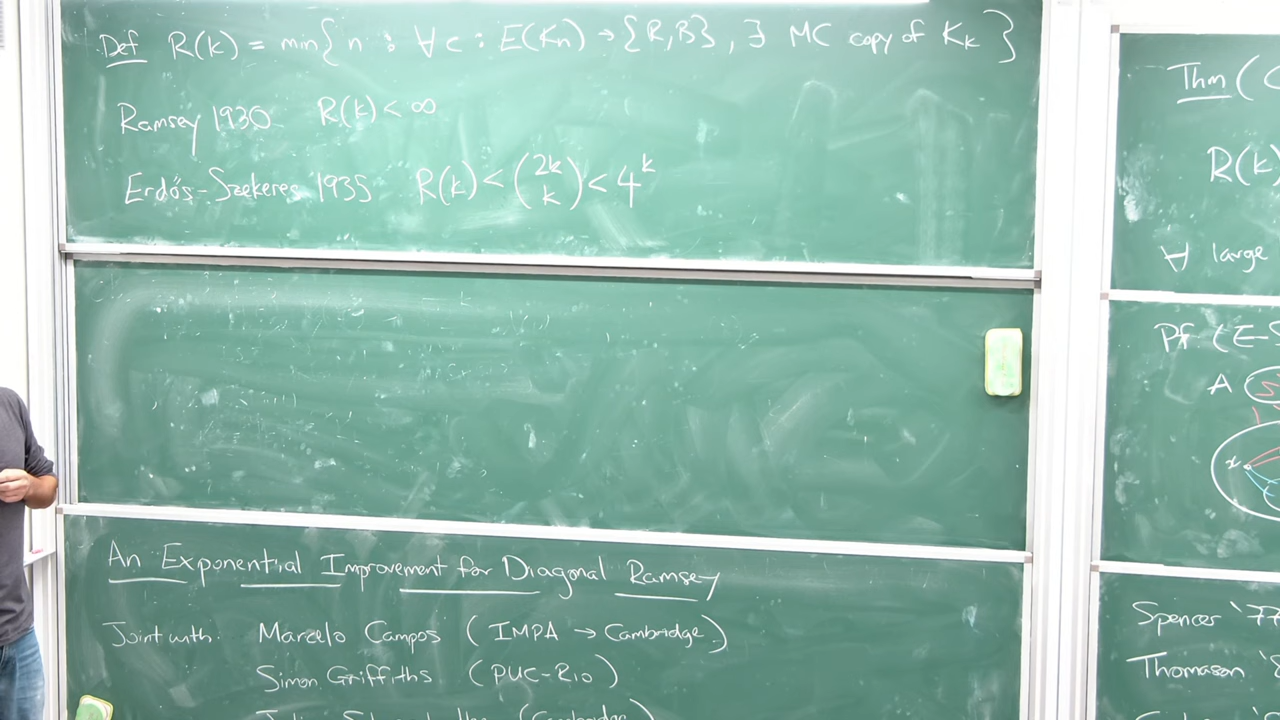 Def R(k) = min{ n : ∀ c : E(Kn) → {R,B}, ∃ MC copy of Kk }
Ramsey 1930 R(k) < ∞
Erdős-Szekeres 1935 R(k) < (2k k) < 4^k
An Exponential Improvement for Diagonal Ramsey
Joint with Marcelo Campos (IMPA → Cambridge)
Simon Griffiths (PUC-Rio)
(Cambridge)
Thm (
R(k)
∀ large
Pf (E-S
A
x
Spencer '77
Thomason '8